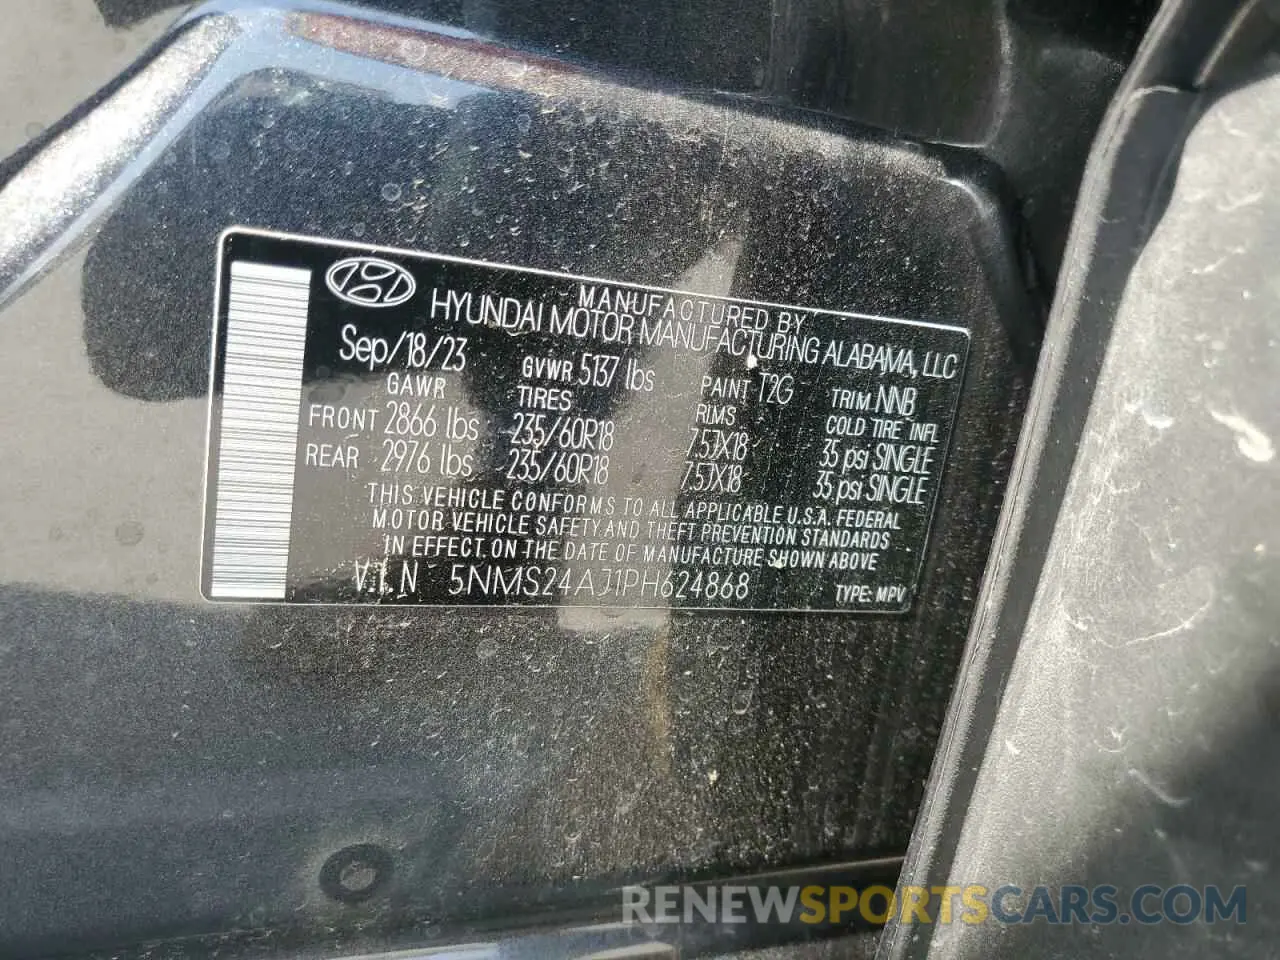 MANUFACTURED BY
HYUNDAI MOTOR MANUFACTURING ALABAMA, LLC
Sep/18/23 GVWR 5137 lbs PAINT T2G TRIM NNB
GAWR TIRES RIMS COLD TIRE INFL
FRONT 2866 lbs 235/60R18 7.5JX18 35 psi SINGLE
REAR 2976 lbs 235/60R18 7.5JX18 35 psi SINGLE
THIS VEHICLE CONFORMS TO ALL APPLICABLE U.S.A. FEDERAL
MOTOR VEHICLE SAFETY AND THEFT PREVENTION STANDARDS
IN EFFECT ON THE DATE OF MANUFACTURE SHOWN ABOVE
V.I.N 5NMS24AJ1PH624868 TYPE: MPV
RENEWSPORTSCARS.COM